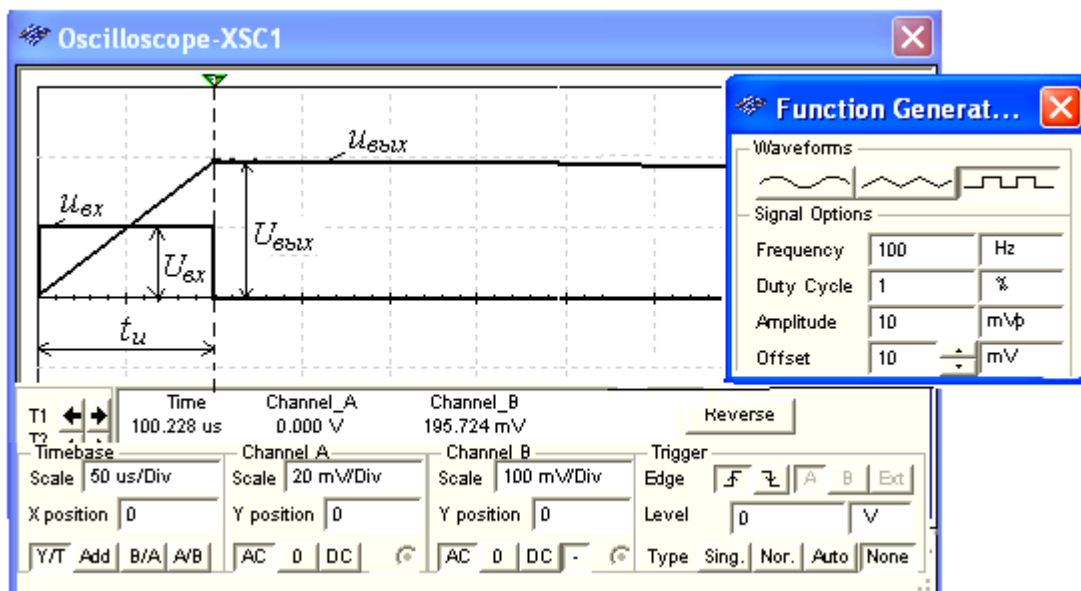 Oscilloscope-XSC1
Function Generat...
Waveforms
Signal Options
Frequency 100 Hz
Duty Cycle 1 %
Amplitude 10 mVp
Offset 10 mV
uвых
uвх
Uвых
Uвх
tи
Time Channel_A Channel_B
T1 100.228 us 0.000 V 195.724 mV
Reverse
T2
Timebase Channel A Channel B Trigger
Scale 50 us/Div Scale 20 mV/Div Scale 100 mV/Div Edge A B Ext
X position 0 Y position 0 Y position 0 Level 0 V
Y/T Add B/A A/B AC 0 DC AC 0 DC - Type Sing. Nor. Auto None